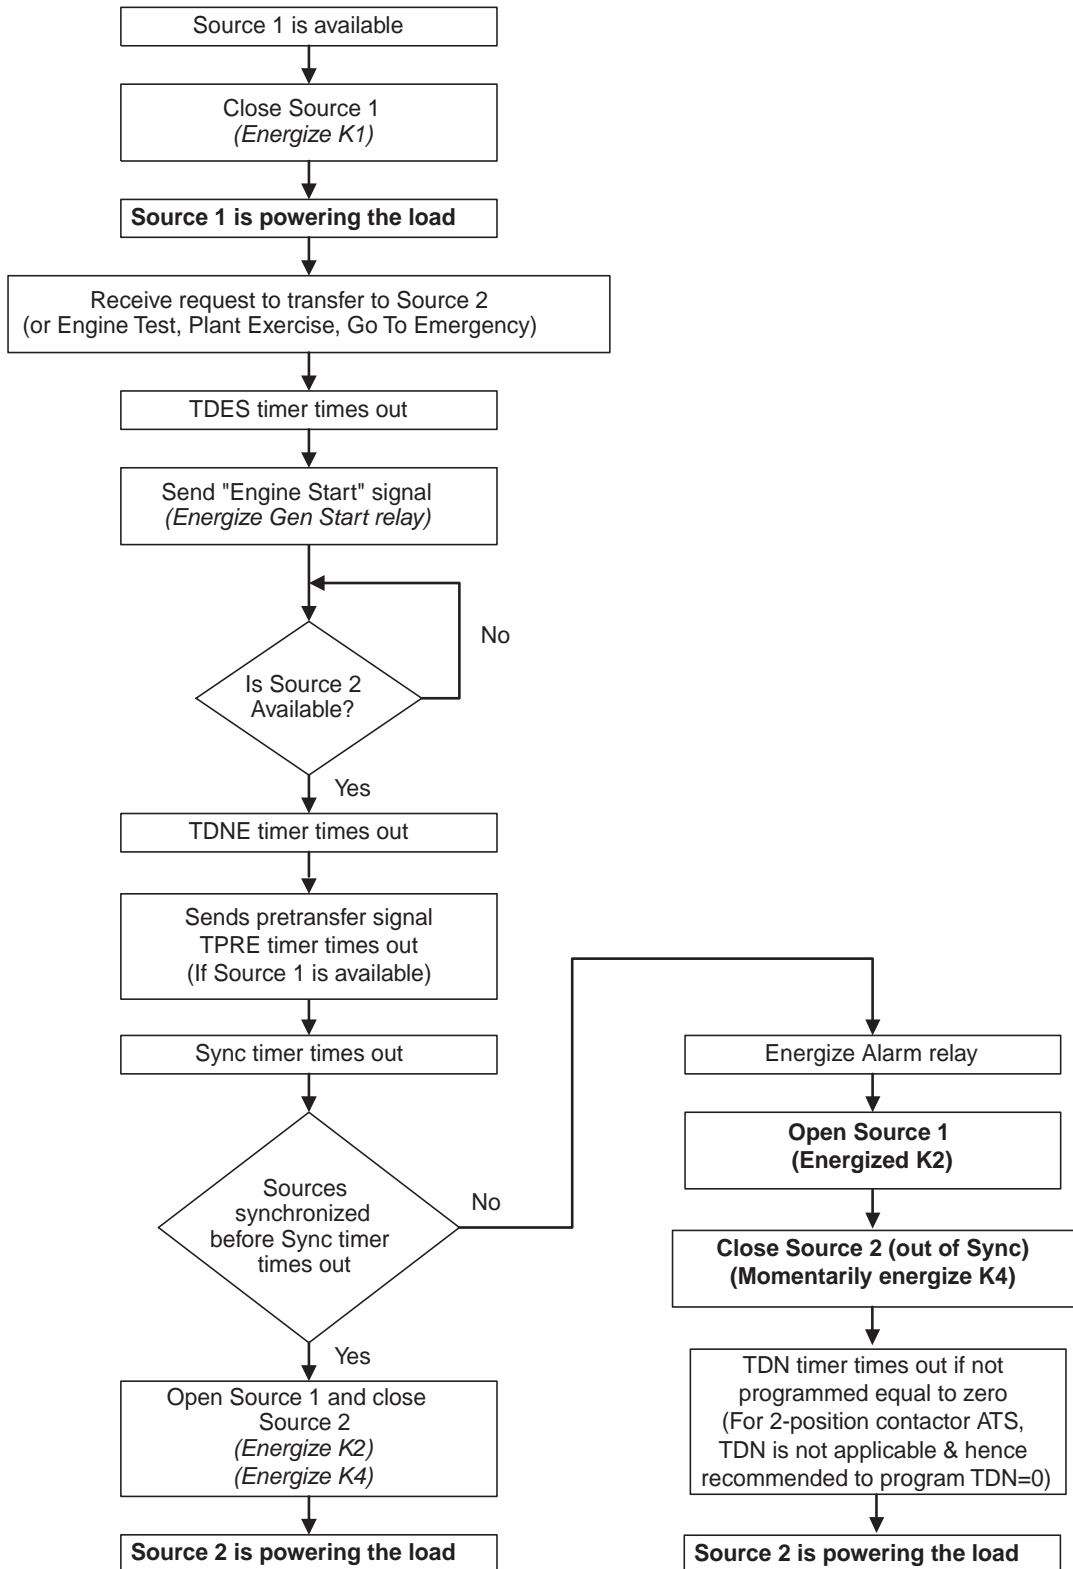 Source 1 is available
Close Source 1
(Energize K1)
Source 1 is powering the load
Receive request to transfer to Source 2
(or Engine Test, Plant Exercise, Go To Emergency)
TDES timer times out
Send "Engine Start" signal
(Energize Gen Start relay)
No
Is Source 2
Available?
Yes
TDNE timer times out
Sends pretransfer signal
TPRE timer times out
(If Source 1 is available)
Sync timer times out
Sources
synchronized
before Sync timer
times out
No
Yes
Open Source 1 and close
Source 2
(Energize K2)
(Energize K4)
Source 2 is powering the load
Energize Alarm relay
Open Source 1
(Energized K2)
Close Source 2 (out of Sync)
(Momentarily energize K4)
TDN timer times out if not
programmed equal to zero
(For 2-position contactor ATS,
TDN is not applicable & hence
recommended to program TDN=0)
Source 2 is powering the load